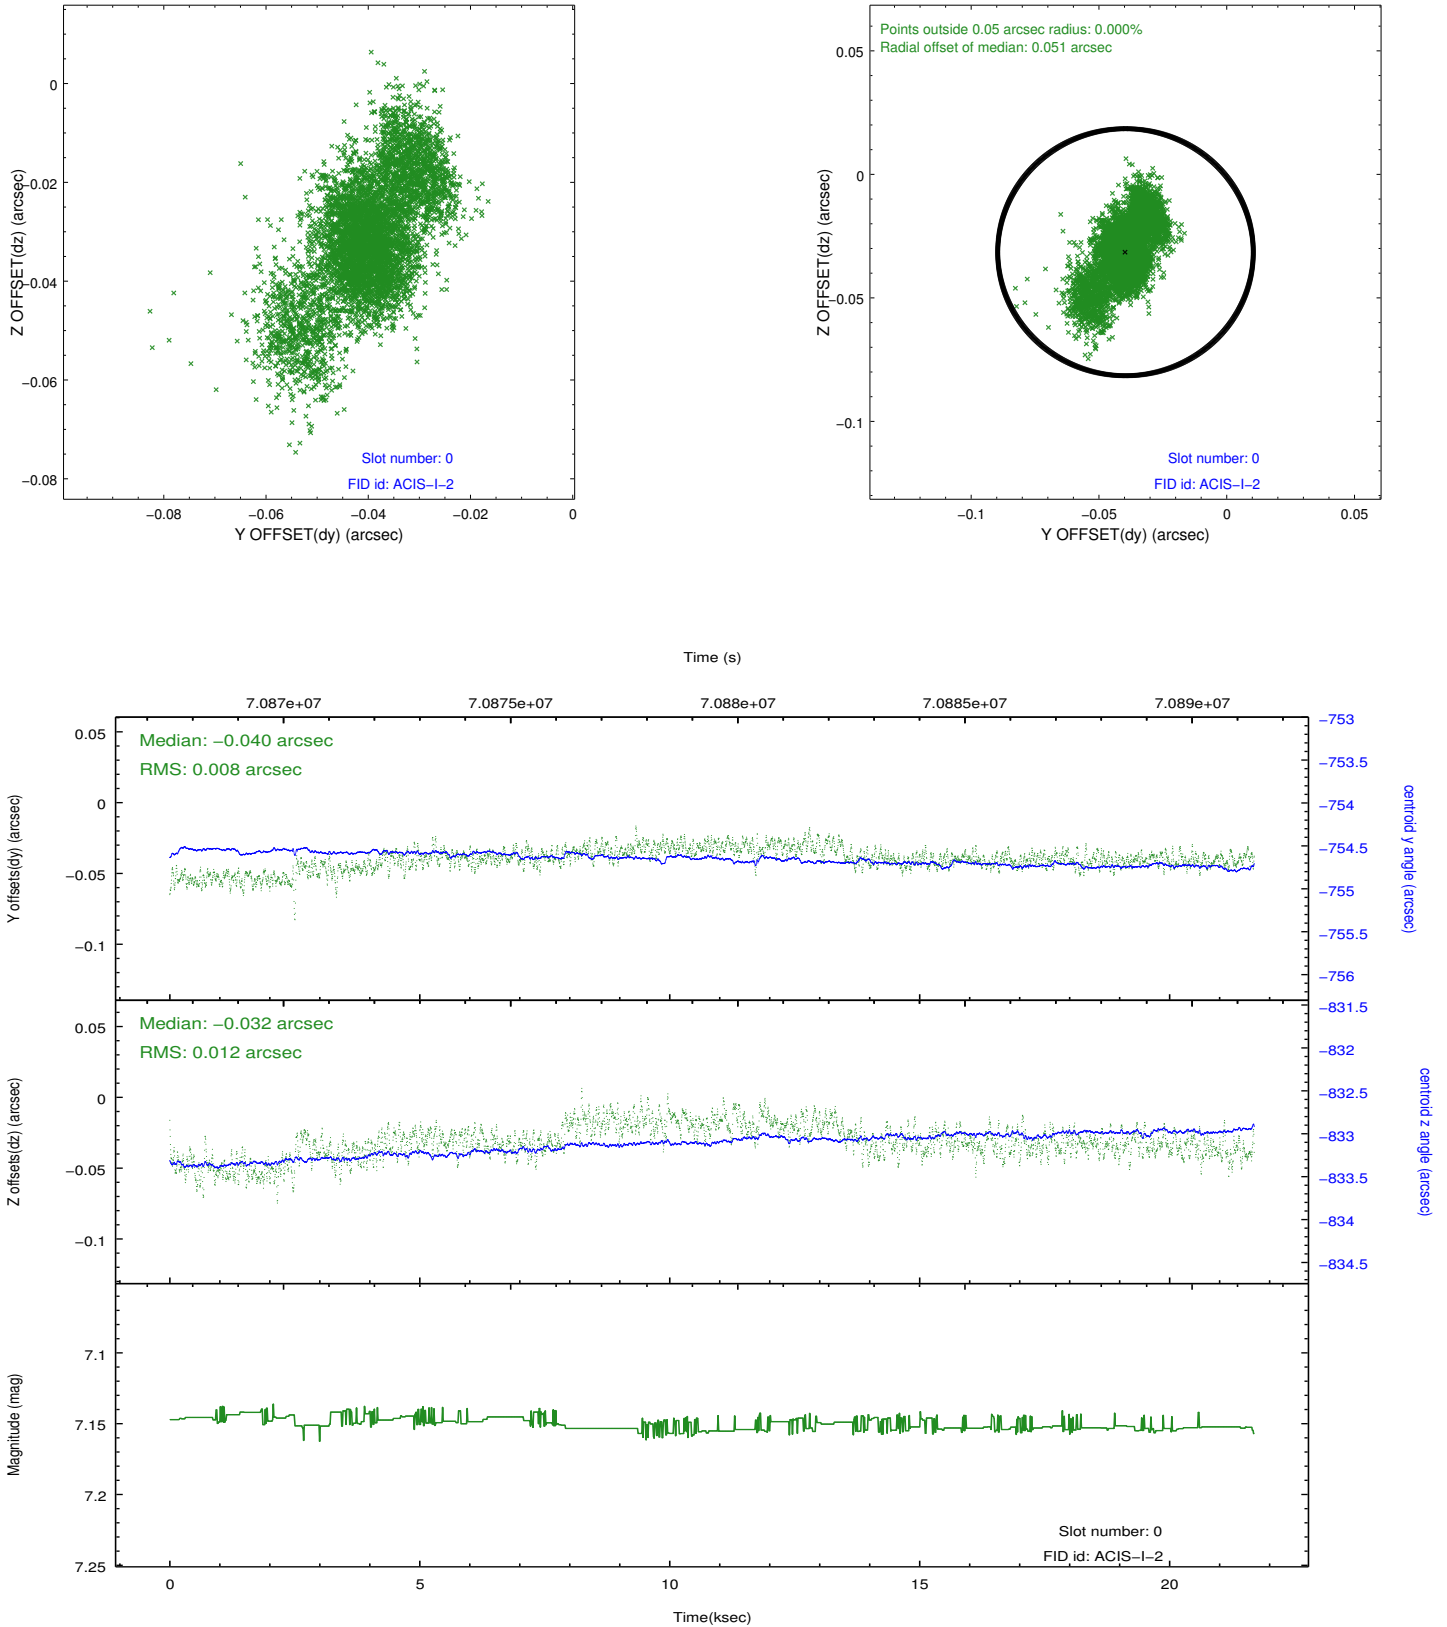 0
−0.02
−0.04
−0.06
−0.08
Z OFFSET(dz) (arcsec)
Slot number: 0
FID id: ACIS−I−2
−0.08
−0.06
−0.04
−0.02
0
Y OFFSET(dy) (arcsec)
Points outside 0.05 arcsec radius: 0.000%
Radial offset of median: 0.051 arcsec
0.05
0
−0.05
−0.1
Z OFFSET(dz) (arcsec)
Slot number: 0
FID id: ACIS−I−2
−0.1
−0.05
0
0.05
Y OFFSET(dy) (arcsec)
Time (s)
7.087e+07
7.0875e+07
7.088e+07
7.0885e+07
7.089e+07
Median: −0.040 arcsec
RMS: 0.008 arcsec
0.05
0
−0.05
−0.1
Y offsets(dy) (arcsec)
−753
−753.5
−754
−754.5
−755
−755.5
−756
centroid y angle (arcsec)
Median: −0.032 arcsec
RMS: 0.012 arcsec
0.05
0
−0.05
−0.1
Z offsets(dz) (arcsec)
−831.5
−832
−832.5
−833
−833.5
−834
−834.5
centroid z angle (arcsec)
7.1
7.15
7.2
7.25
Magnitude (mag)
Slot number: 0
FID id: ACIS−I−2
0
5
10
15
20
Time(ksec)